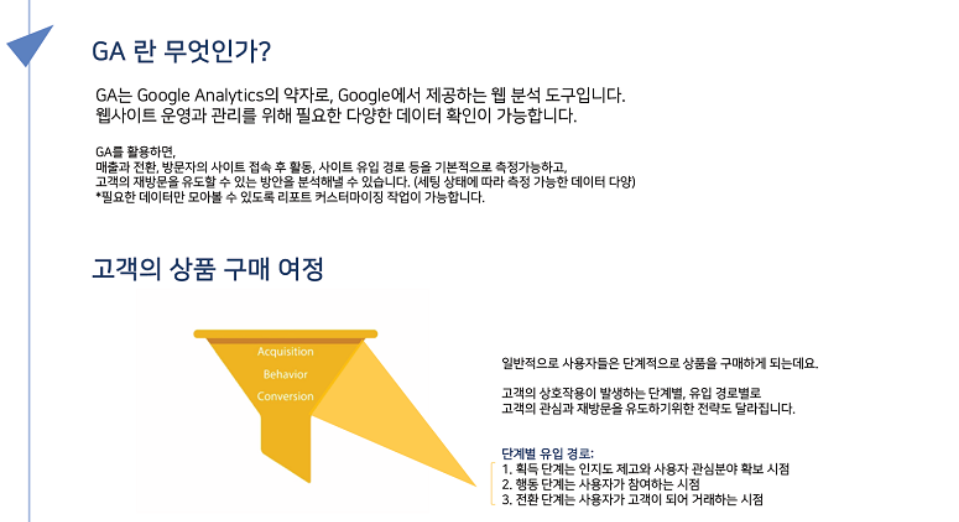 GA 란 무엇인가?
GA는 Google Analytics의 약자로, Google에서 제공하는 웹 분석 도구입니다.
웹사이트 운영과 관리를 위해 필요한 다양한 데이터 확인이 가능합니다.
GA를 활용하면,
매출과 전환, 방문자의 사이트 접속 후 활동, 사이트 유입 경로 등을 기본적으로 측정가능하고,
고객의 재방문을 유도할 수 있는 방안을 분석해낼 수 있습니다. (세팅 상태에 따라 측정 가능한 데이터 다양)
*필요한 데이터만 모아볼 수 있도록 리포트 커스터마이징 작업이 가능합니다.
고객의 상품 구매 여정
Acquisition
Behavior
Conversion
일반적으로 사용자들은 단계적으로 상품을 구매하게 되는데요.
고객의 상호작용이 발생하는 단계별, 유입 경로별로
고객의 관심과 재방문을 유도하기위한 전략도 달라집니다.
단계별 유입 경로:
1. 획득 단계는 인지도 제고와 사용자 관심분야 확보 시점
2. 행동 단계는 사용자가 참여하는 시점
3. 전환 단계는 사용자가 고객이 되어 거래하는 시점